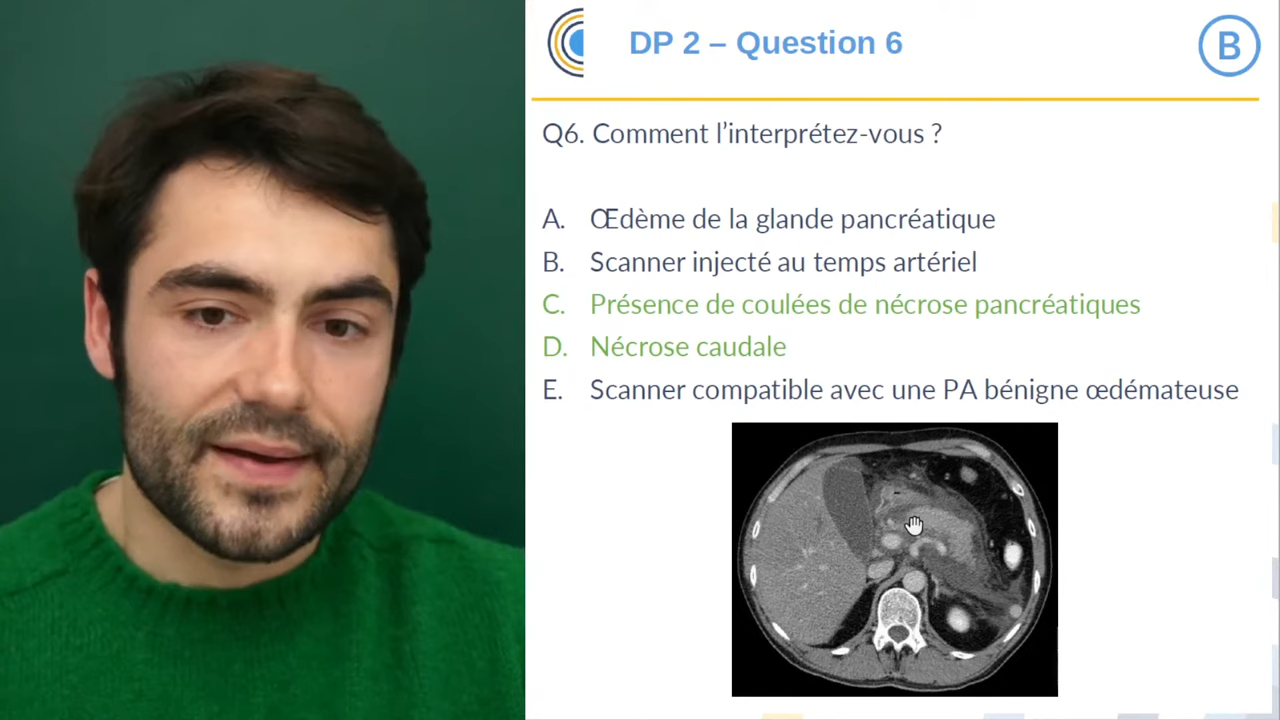 DP 2 – Question 6
B
Q6. Comment l’interprétez-vous ?
A. Œdème de la glande pancréatique
B. Scanner injecté au temps artériel
C. Présence de coulées de nécrose pancréatiques
D. Nécrose caudale
E. Scanner compatible avec une PA bénigne œdémateuse